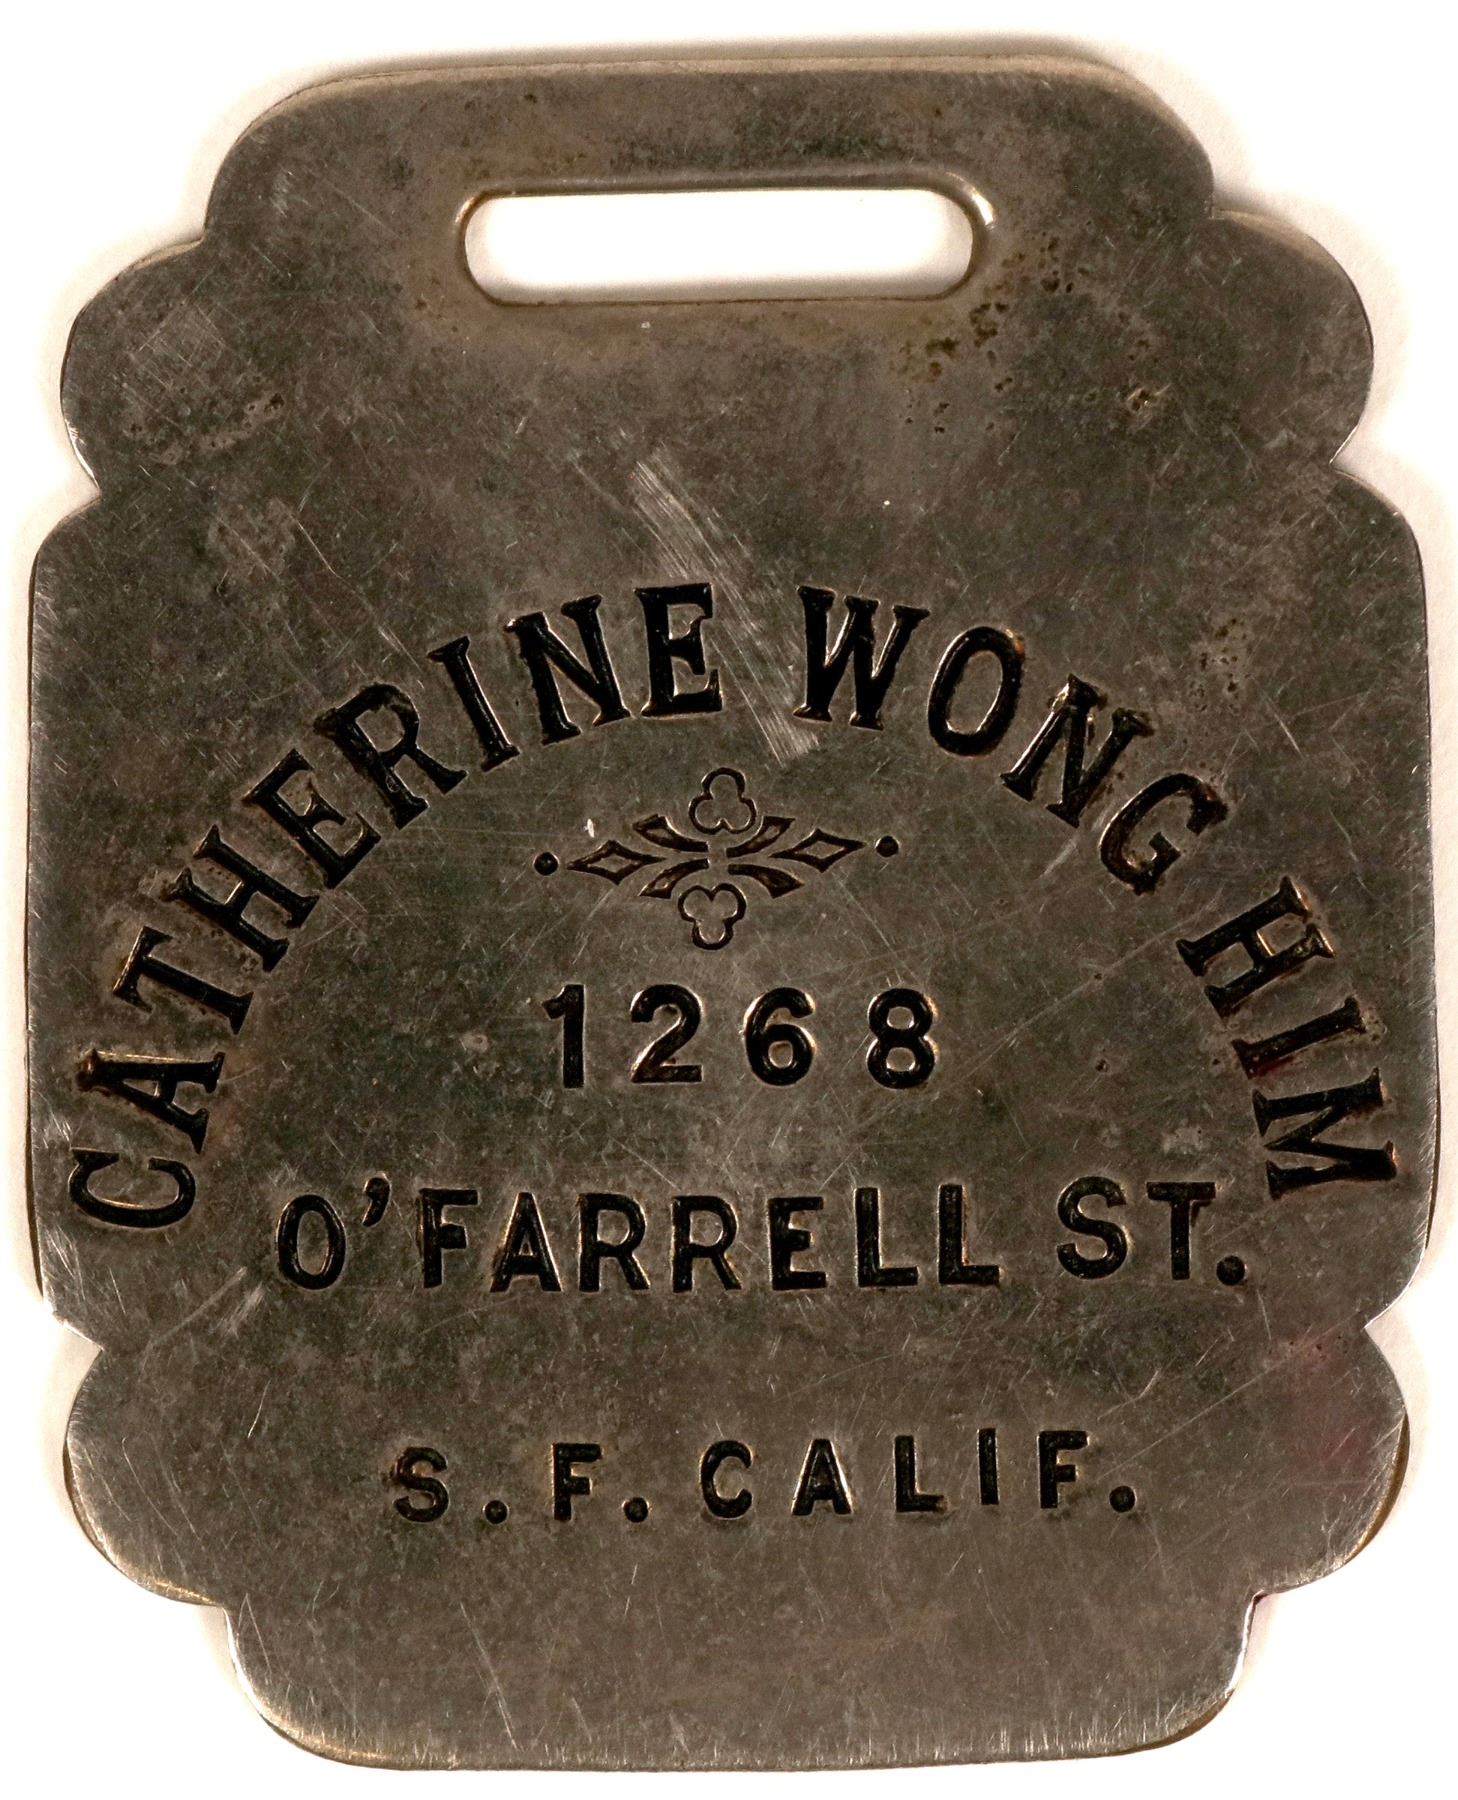 CATHERINE WONG HIM
1268
O'FARRELL ST.
S.F. CALIF.